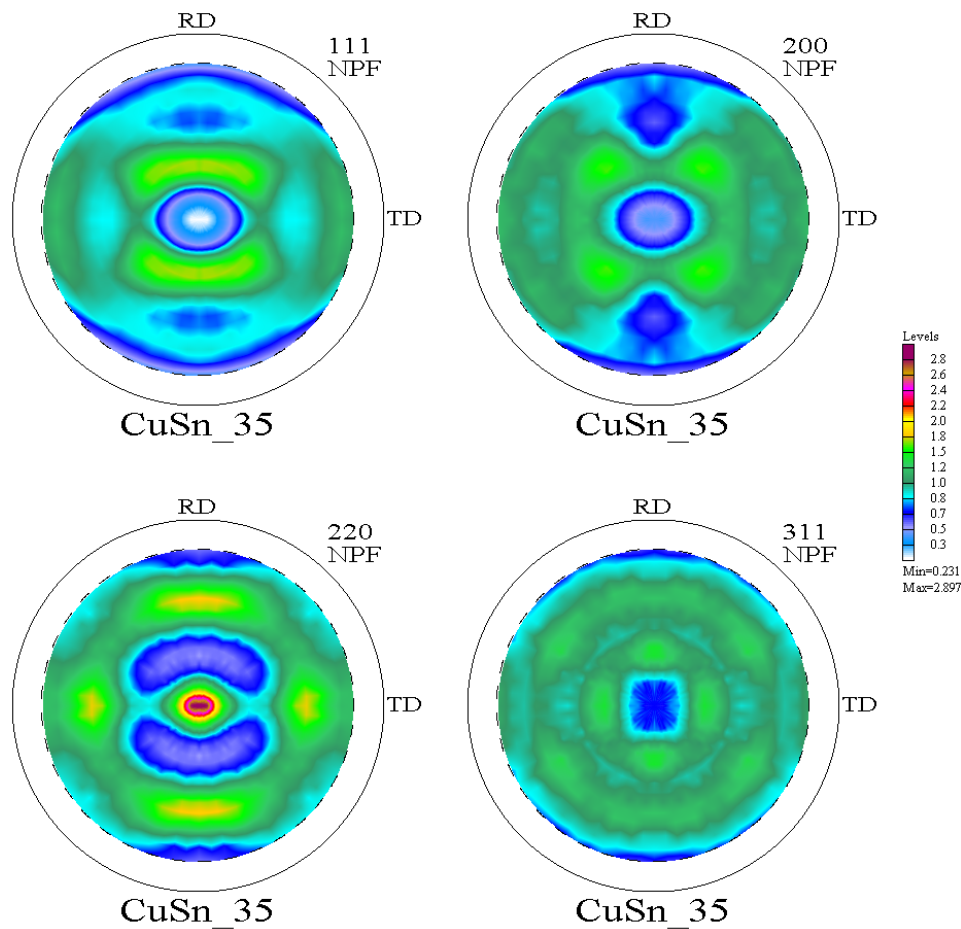 RD
111
NPF
TD
CuSn_35
RD
200
NPF
TD
CuSn_35
Levels
2.8
2.6
2.4
2.2
2.0
1.8
1.5
1.2
1.0
0.8
0.7
0.5
0.3
Min=0.231
Max=2.897
RD
220
NPF
TD
CuSn_35
RD
311
NPF
TD
CuSn_35